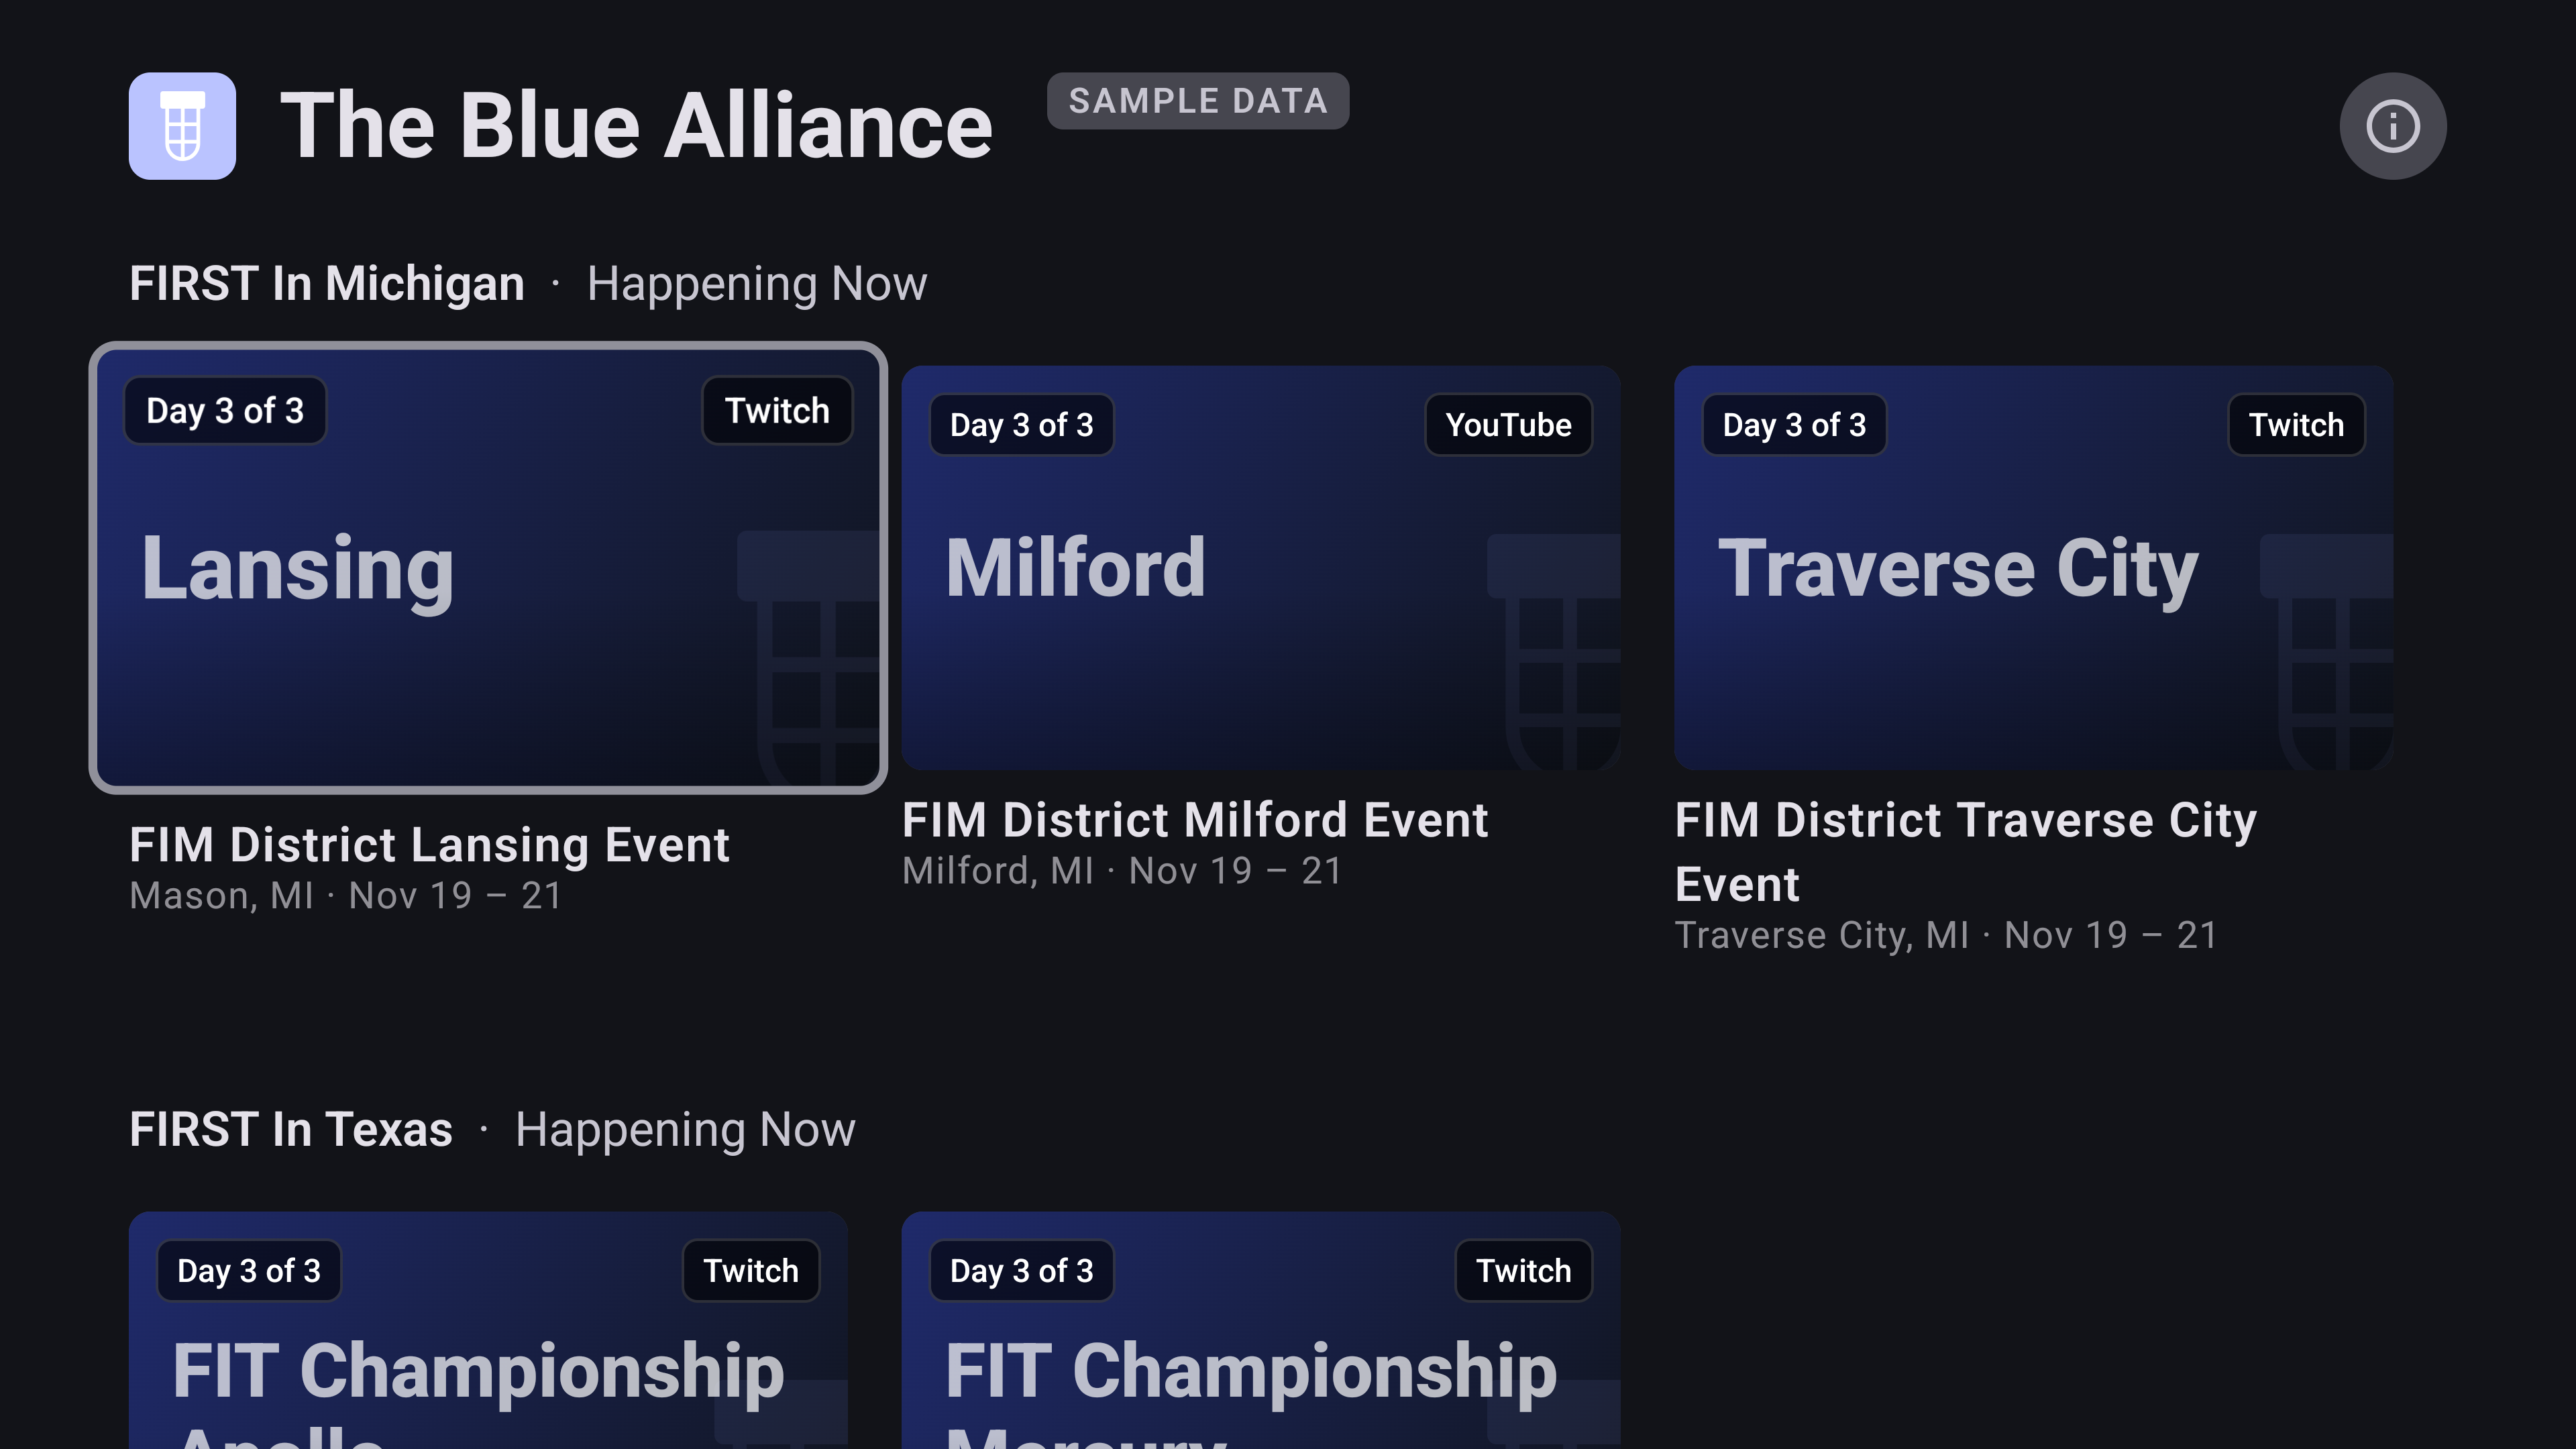 The Blue Alliance
SAMPLE DATA
FIRST In Michigan · Happening Now
Day 3 of 3
Twitch
Lansing
FIM District Lansing Event
Mason, MI · Nov 19 – 21
Day 3 of 3
YouTube
Milford
FIM District Milford Event
Milford, MI · Nov 19 – 21
Day 3 of 3
Twitch
Traverse City
FIM District Traverse City
Event
Traverse City, MI · Nov 19 – 21
FIRST In Texas · Happening Now
Day 3 of 3
Twitch
FIT Championship
Apollo
Day 3 of 3
Twitch
FIT Championship
Mercury